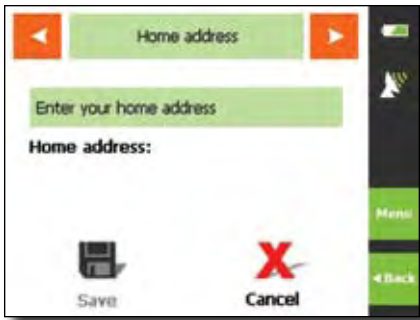 Home address
Enter your home address
Home address:
Menu
Save
Cancel
Back